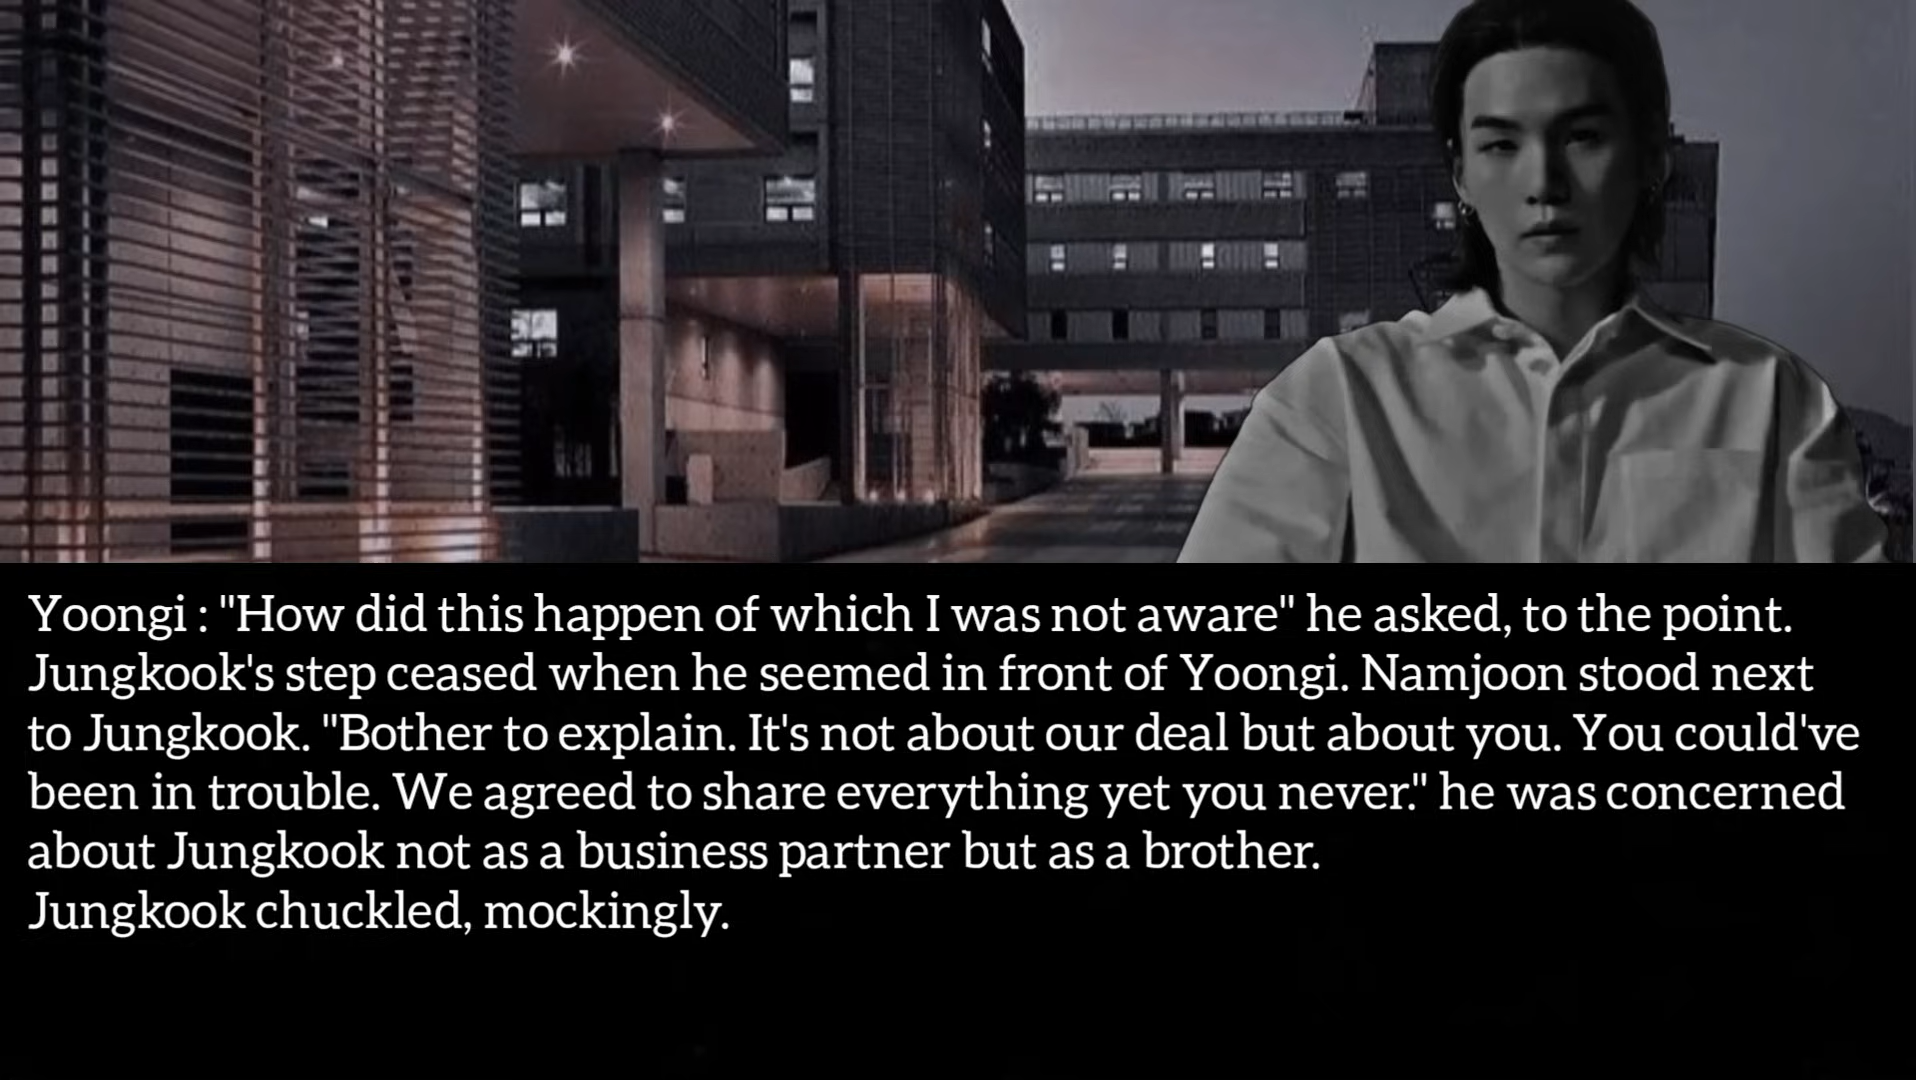 Yoongi : "How did this happen of which I was not aware" he asked, to the point.
Jungkook's step ceased when he seemed in front of Yoongi. Namjoon stood next
to Jungkook. "Bother to explain. It's not about our deal but about you. You could've
been in trouble. We agreed to share everything yet you never." he was concerned
about Jungkook not as a business partner but as a brother.
Jungkook chuckled, mockingly.